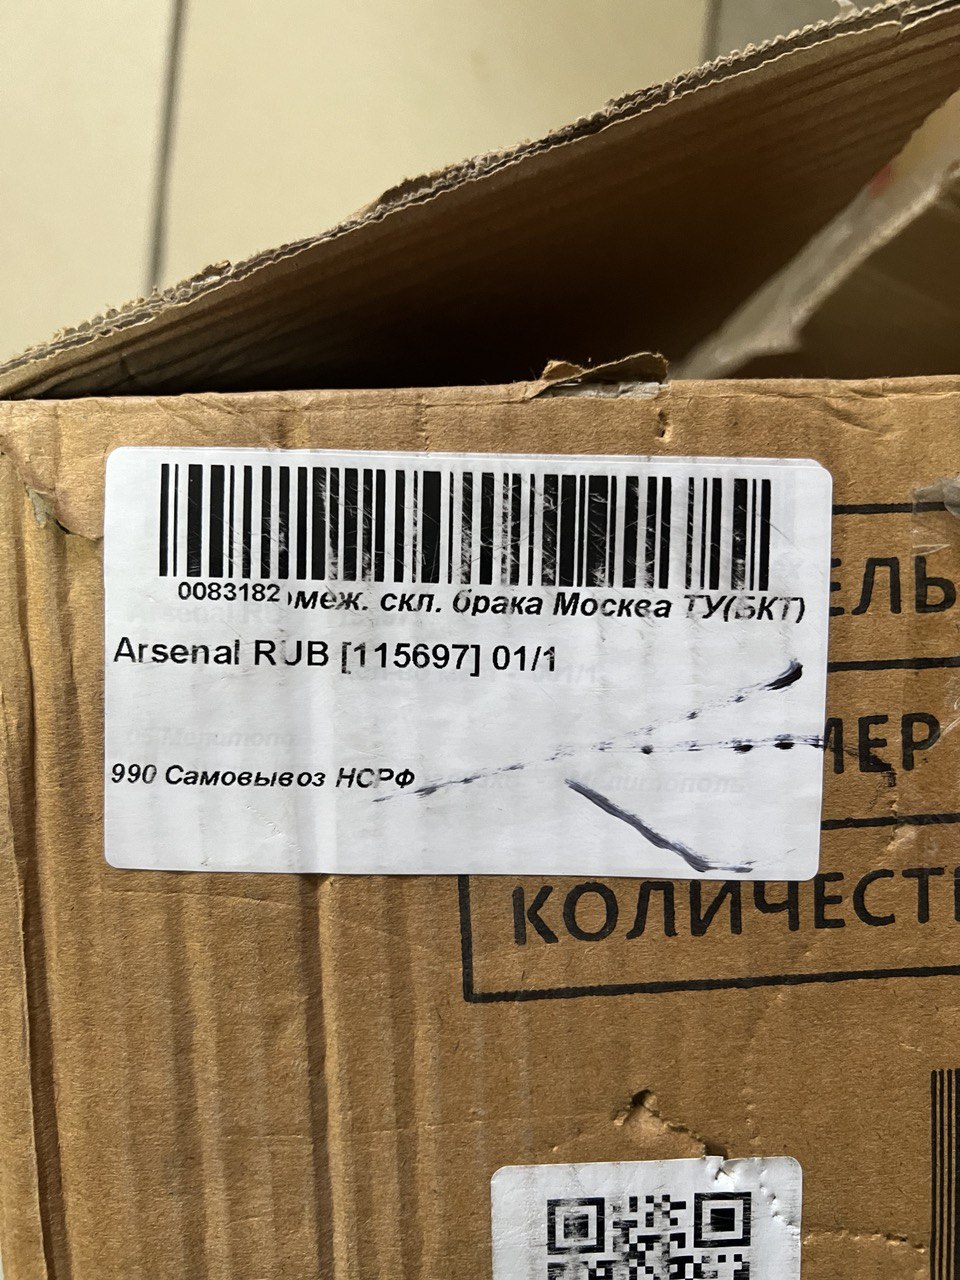 0083182 меж. скл. брака Москва ТУ(БКТ)
Arsenal RUB [115697] 01/1
990 Самовывоз НСРФ
ЕЛЬ
МЕР
КОЛИЧЕСТ